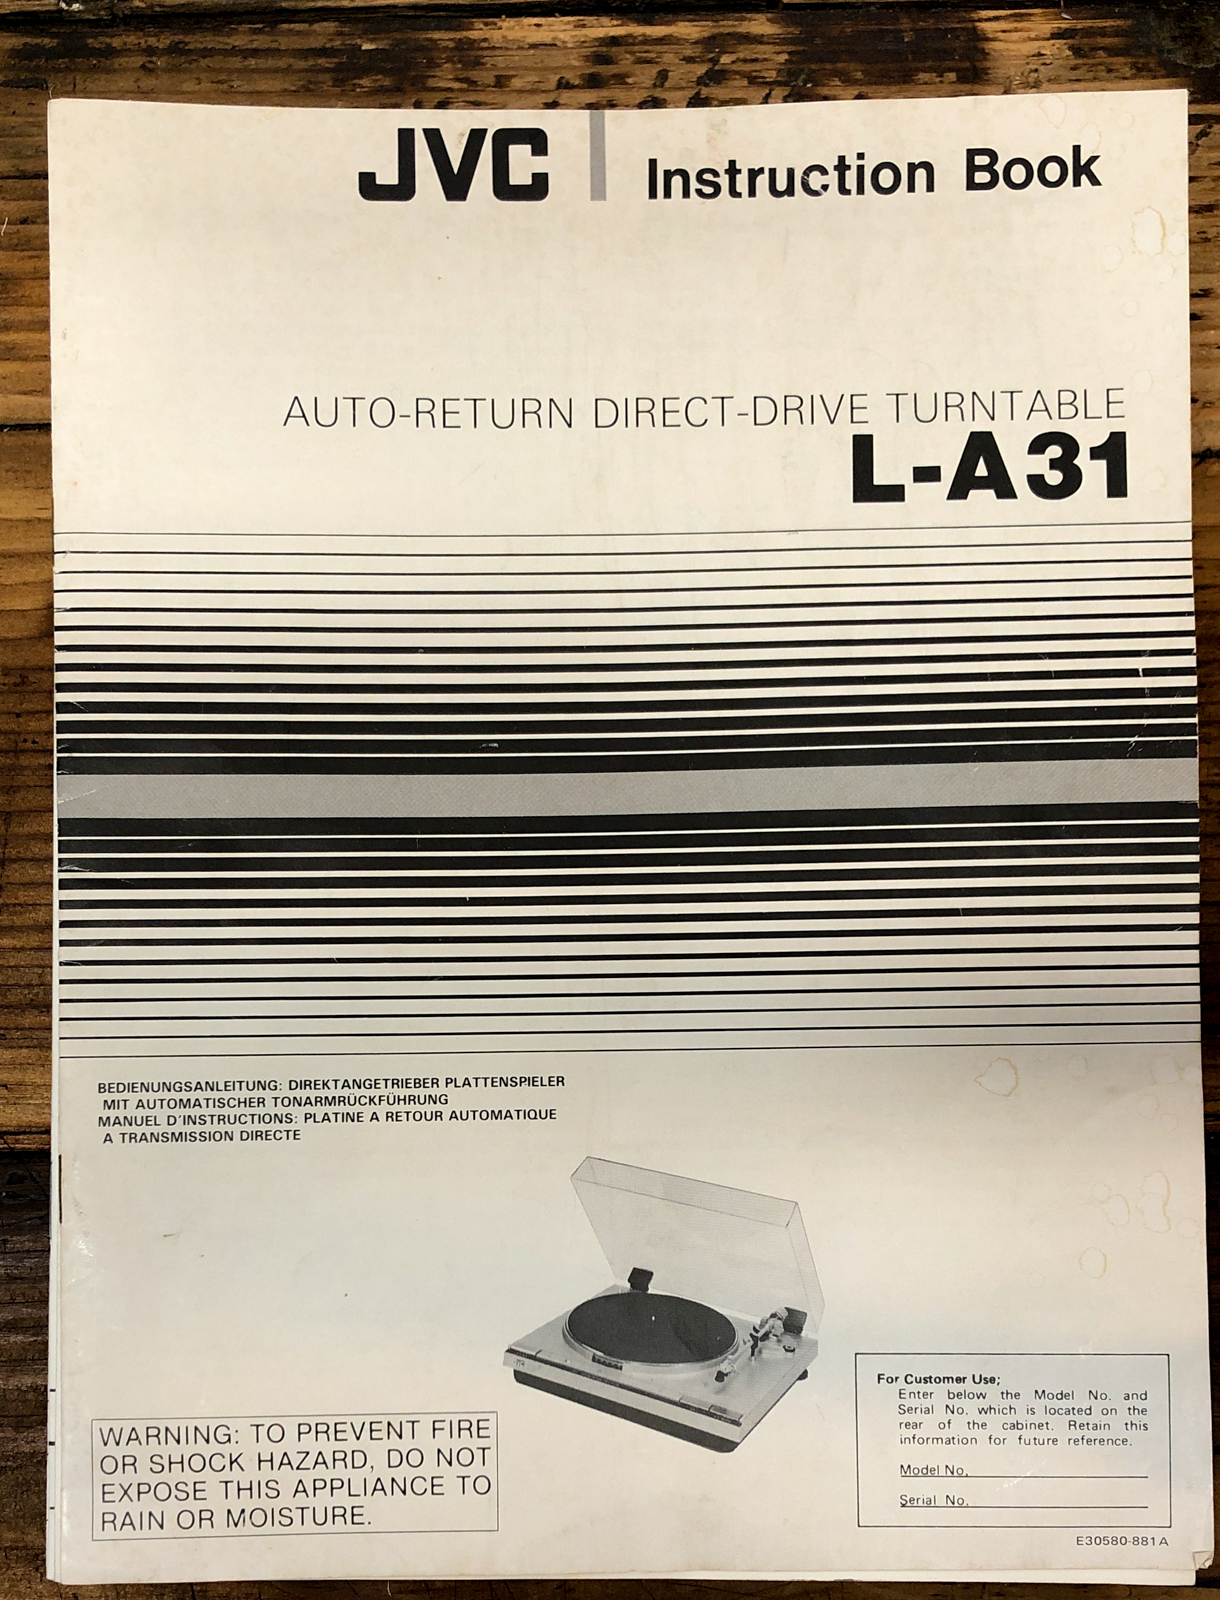 JVC Instruction Book
AUTO-RETURN DIRECT-DRIVE TURNTABLE
L-A31
BEDIENUNGSANLEITUNG: DIREKTANGETRIEBER PLATTENSPIELER
MIT AUTOMATISCHER TONARMRÜCKFÜHRUNG
MANUEL D'INSTRUCTIONS: PLATINE A RETOUR AUTOMATIQUE
A TRANSMISSION DIRECTE
WARNING: TO PREVENT FIRE
OR SHOCK HAZARD, DO NOT
EXPOSE THIS APPLIANCE TO
RAIN OR MOISTURE.
For Customer Use;
Enter below the Model No. and
Serial No. which is located on the
rear of the cabinet. Retain this
information for future reference.
Model No.
Serial No.
E30580-881A